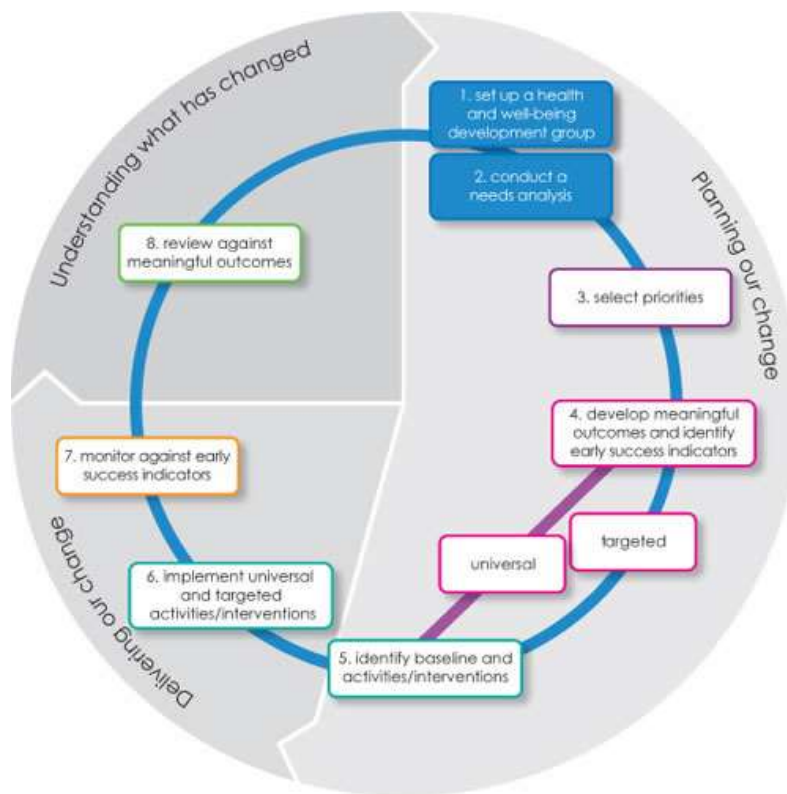 Understanding what has changed
Planning our change
Delivering our change
1. set up a health
and well-being
development group
2. conduct a
needs analysis
3. select priorities
4. develop meaningful
outcomes and identify
early success indicators
targeted
universal
5. identify baseline and
activities/interventions
6. implement universal
and targeted
activities/interventions
7. monitor against early
success indicators
8. review against
meaningful outcomes